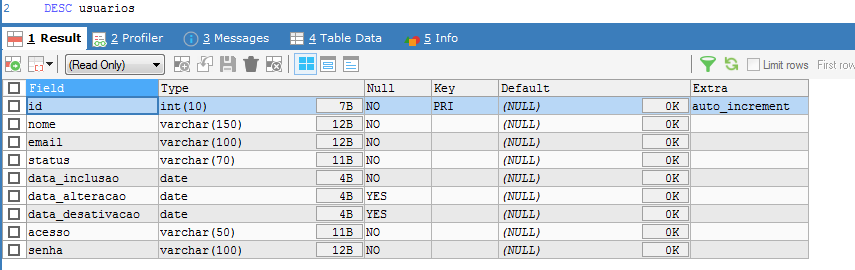 2 DESC usuarios
1 Result 2 Profiler 3 Messages 4 Table Data 5 Info
(Read Only) Limit rows First row
Field Type Null Key Default Extra
id int(10) 7B NO PRI (NULL) 0K auto_increment
nome varchar(150) 12B NO (NULL) 0K
email varchar(100) 12B NO (NULL) 0K
status varchar(70) 11B NO (NULL) 0K
data_inclusao date 4B NO (NULL) 0K
data_alteracao date 4B YES (NULL) 0K
data_desativacao date 4B YES (NULL) 0K
acesso varchar(50) 11B NO (NULL) 0K
senha varchar(100) 12B NO (NULL) 0K